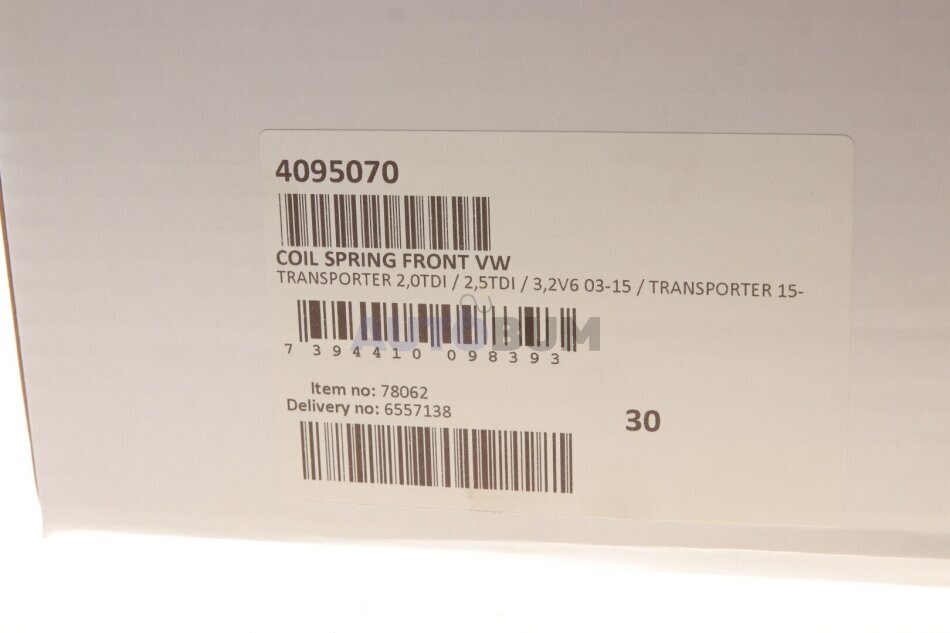 4095070
COIL SPRING FRONT VW
TRANSPORTER 2,0TDI / 2,5TDI / 3,2V6 03-15 / TRANSPORTER 15-
AUTOBUM
7 394410 098393
Item no: 78062
Delivery no: 6557138
30